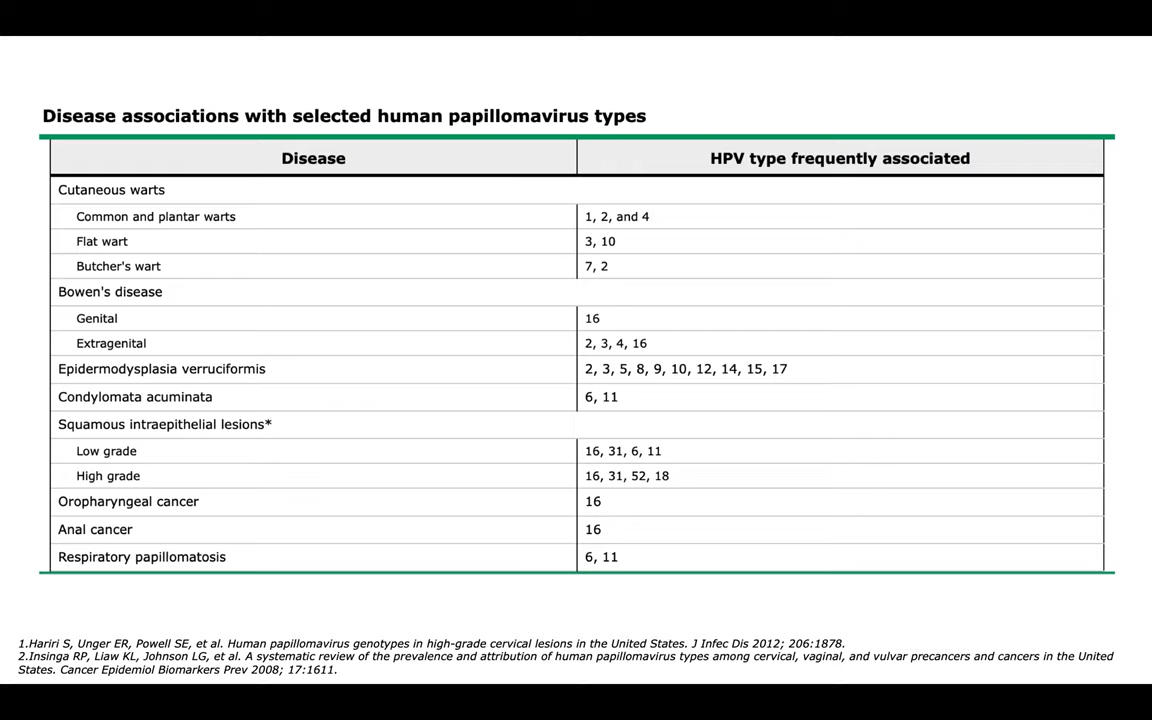 Disease associations with selected human papillomavirus types
Disease HPV type frequently associated
Cutaneous warts
Common and plantar warts 1, 2, and 4
Flat wart 3, 10
Butcher's wart 7, 2
Bowen's disease
Genital 16
Extragenital 2, 3, 4, 16
Epidermodysplasia verruciformis 2, 3, 5, 8, 9, 10, 12, 14, 15, 17
Condylomata acuminata 6, 11
Squamous intraepithelial lesions*
Low grade 16, 31, 6, 11
High grade 16, 31, 52, 18
Oropharyngeal cancer 16
Anal cancer 16
Respiratory papillomatosis 6, 11
1.Hariri S, Unger ER, Powell SE, et al. Human papillomavirus genotypes in high-grade cervical lesions in the United States. J Infec Dis 2012; 206:1878.
2.Insinga RP, Liaw KL, Johnson LG, et al. A systematic review of the prevalence and attribution of human papillomavirus types among cervical, vaginal, and vulvar precancers and cancers in the United
States. Cancer Epidemiol Biomarkers Prev 2008; 17:1611.